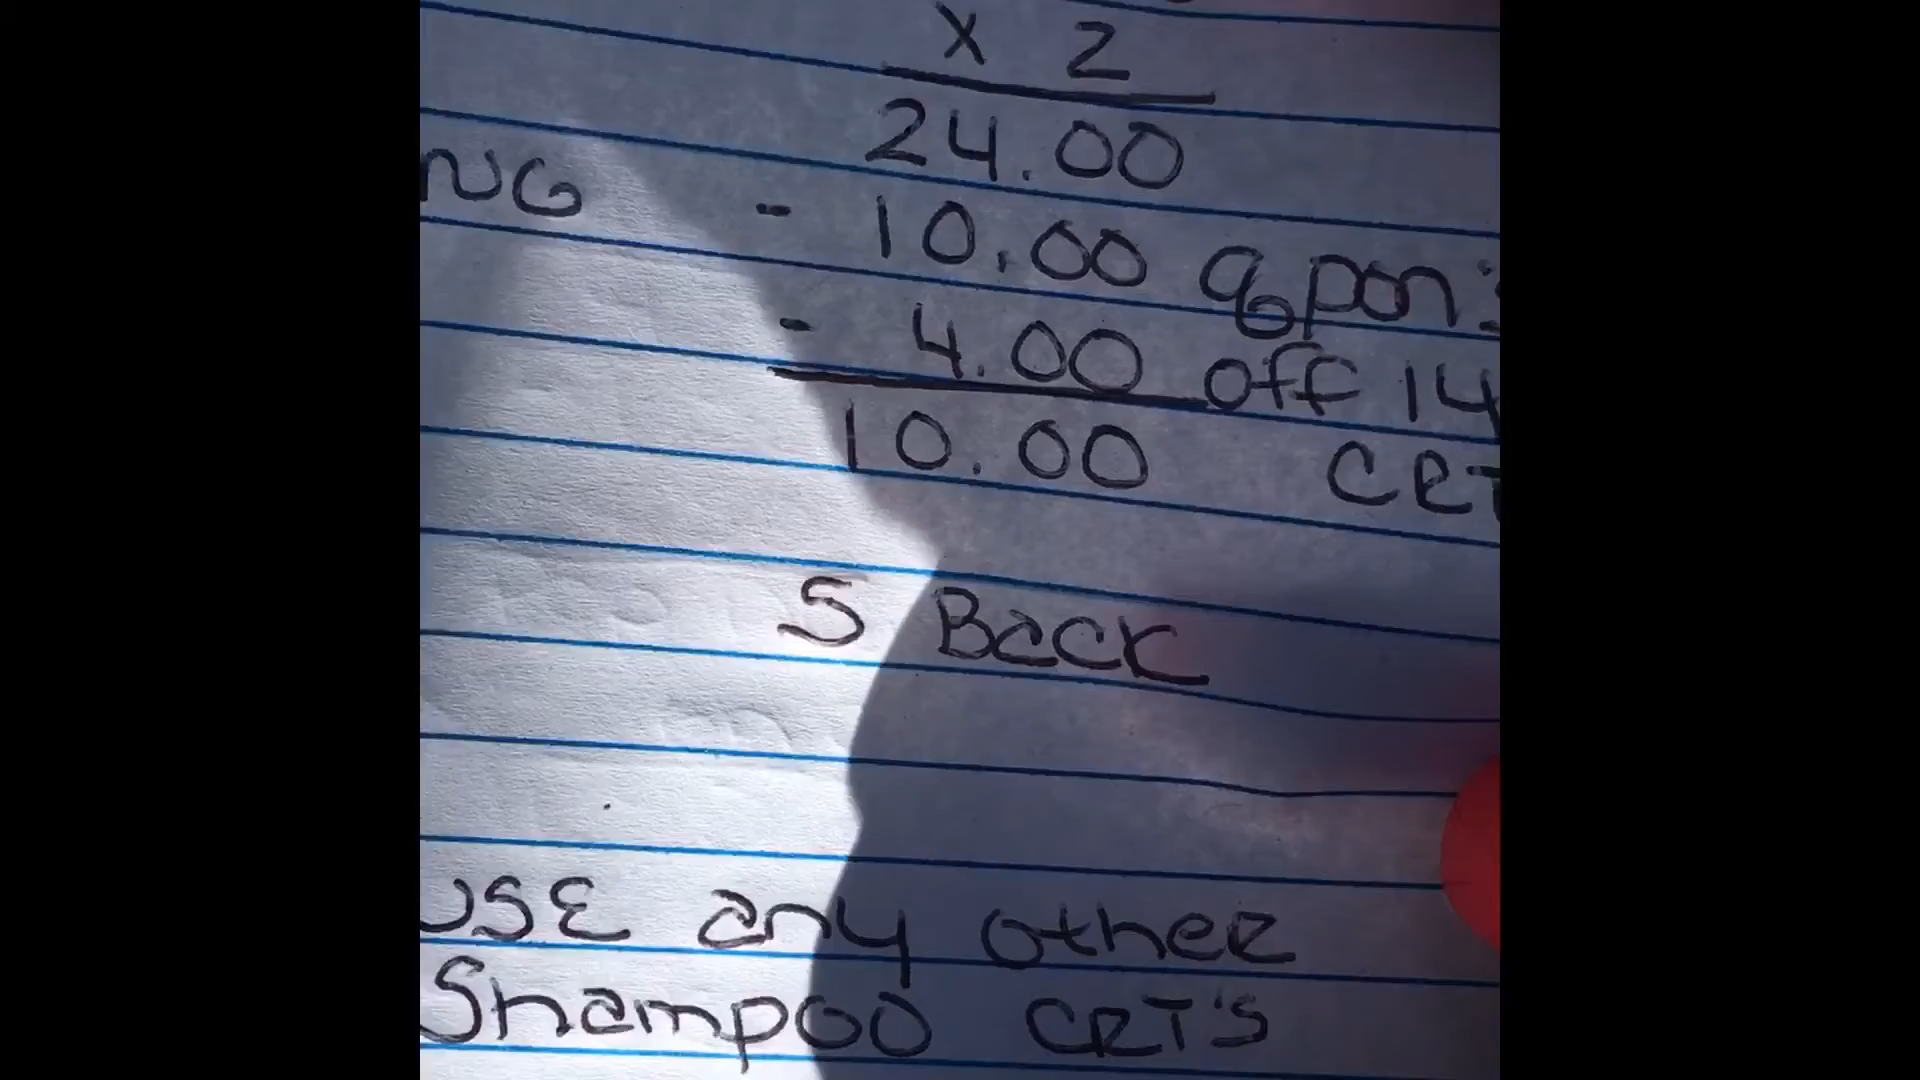 x 2
24.00
NG - 10.00 Qpon's
- 4.00 off 14
10.00 CRT
5 Back
USE any other
Shampoo CRT'S